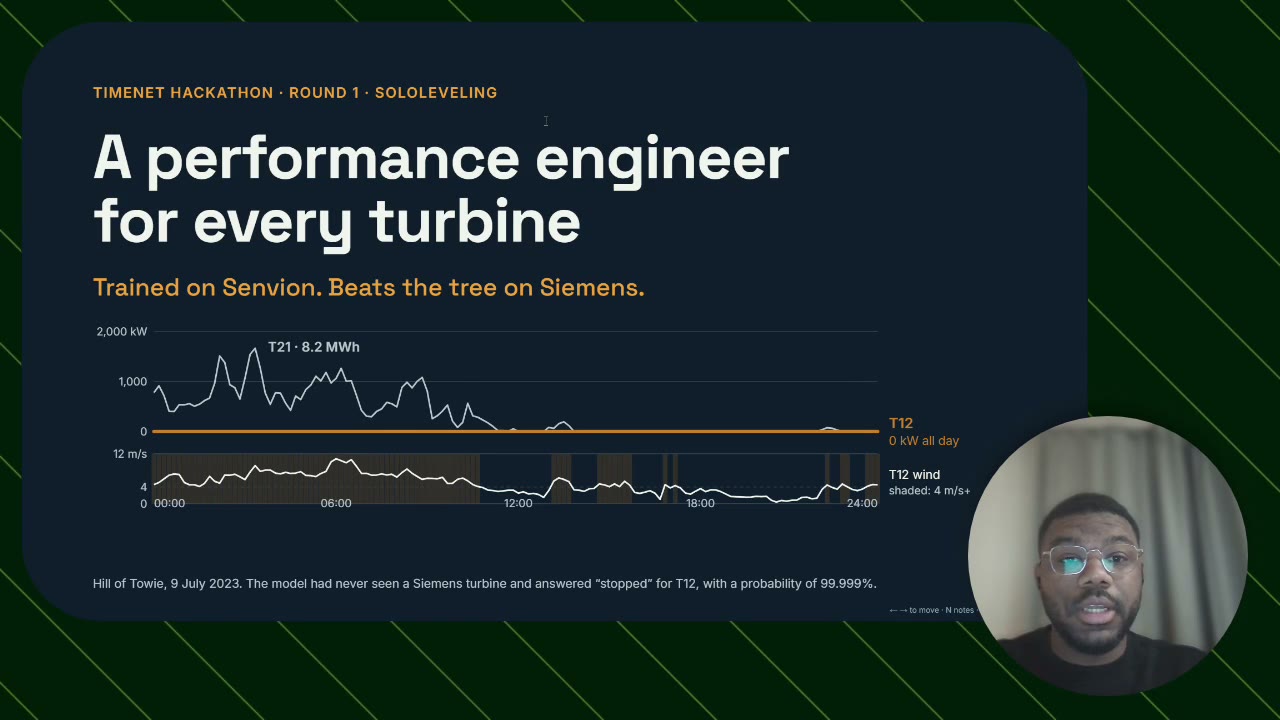 TIMENET HACKATHON · ROUND 1 · SOLOLEVELING
A performance engineer
for every turbine
Trained on Senvion. Beats the tree on Siemens.
2,000 kW
T21 · 8.2 MWh
1,000
0
T12
0 kW all day
12 m/s
T12 wind
4
shaded: 4 m/s+
0
00:00
06:00
12:00
18:00
24:00
Hill of Towie, 9 July 2023. The model had never seen a Siemens turbine and answered “stopped” for T12, with a probability of 99.999%.
←→ to move · N notes